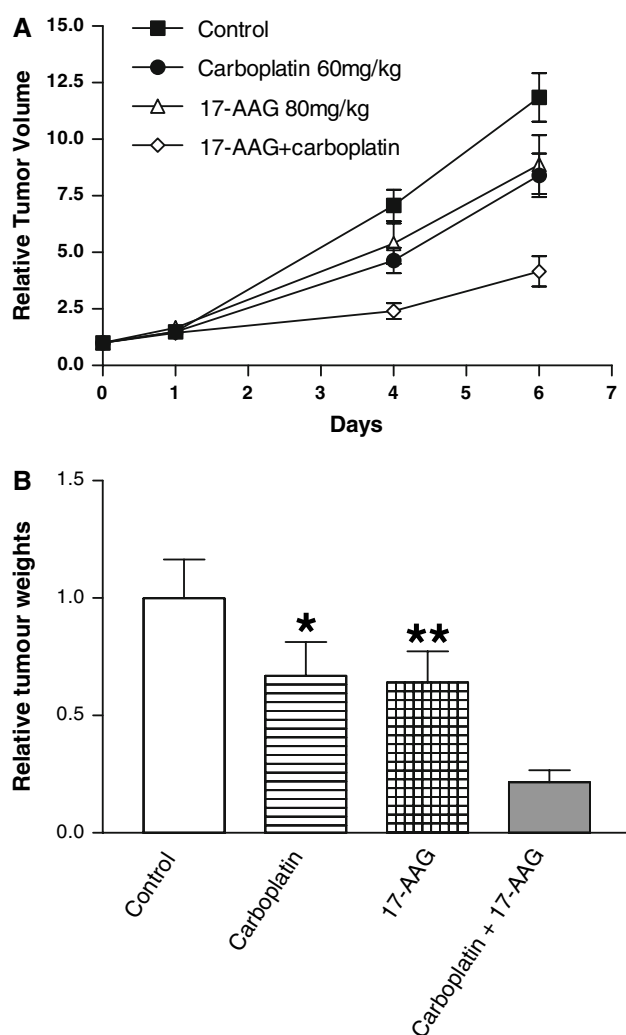 A
Control
Carboplatin 60mg/kg
17-AAG 80mg/kg
17-AAG+carboplatin
Relative Tumor Volume
15.0
12.5
10.0
7.5
5.0
2.5
0.0
0 1 2 3 4 5 6 7
Days
B
Relative tumour weights
1.5
1.0
0.5
0.0
* **
Control
Carboplatin
17-AAG
Carboplatin + 17-AAG